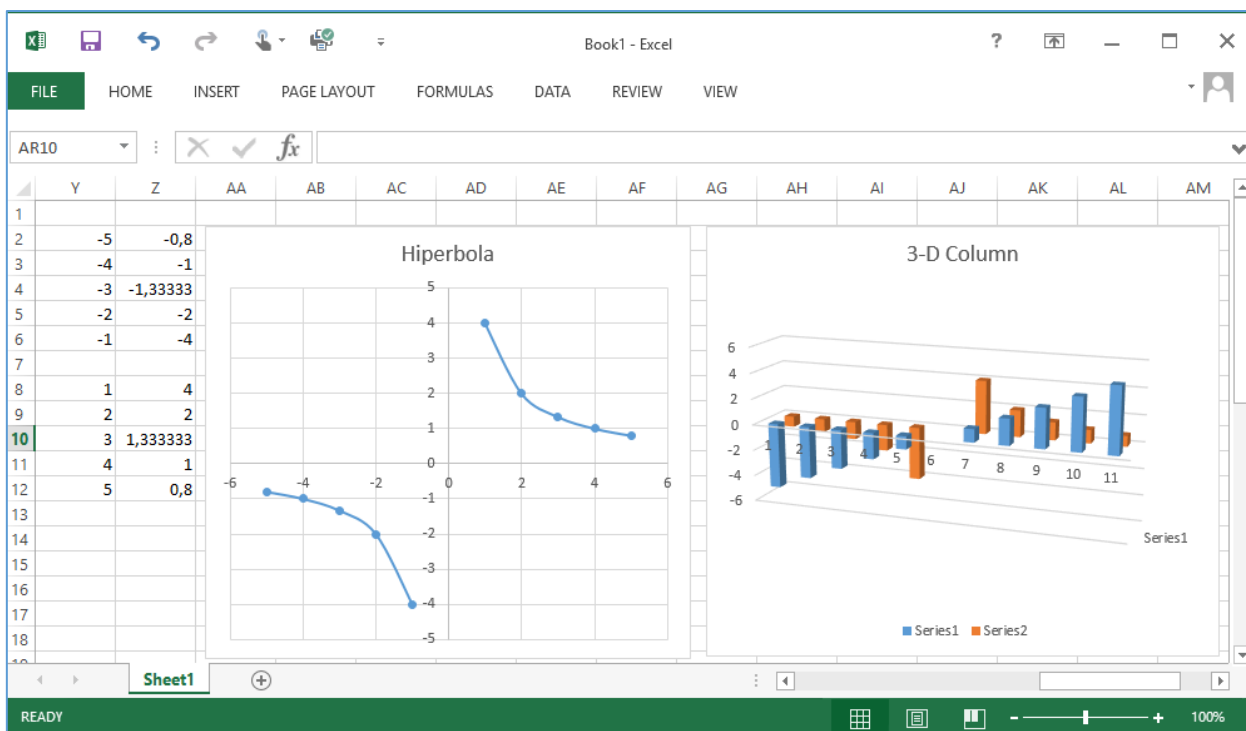 Book1 - Excel
FILE HOME INSERT PAGE LAYOUT FORMULAS DATA REVIEW VIEW
AR10 fx
Y Z AA AB AC AD AE AF AG AH AI AJ AK AL AM
1
2 -5 -0,8
3 -4 -1
4 -3 -1,33333
5 -2 -2
6 -1 -4
7
8 1 4
9 2 2
10 3 1,333333
11 4 1
12 5 0,8
13
14
15
16
17
18
Hiperbola
5
4
3
2
1
0
-6 -4 -2 0 2 4 6
-1
-2
-3
-4
-5
3-D Column
6
4
2
0
-2
-4
-6
1 2 3 4 5 6 7 8 9 10 11
Series1
Series1 Series2
Sheet1
READY 100%